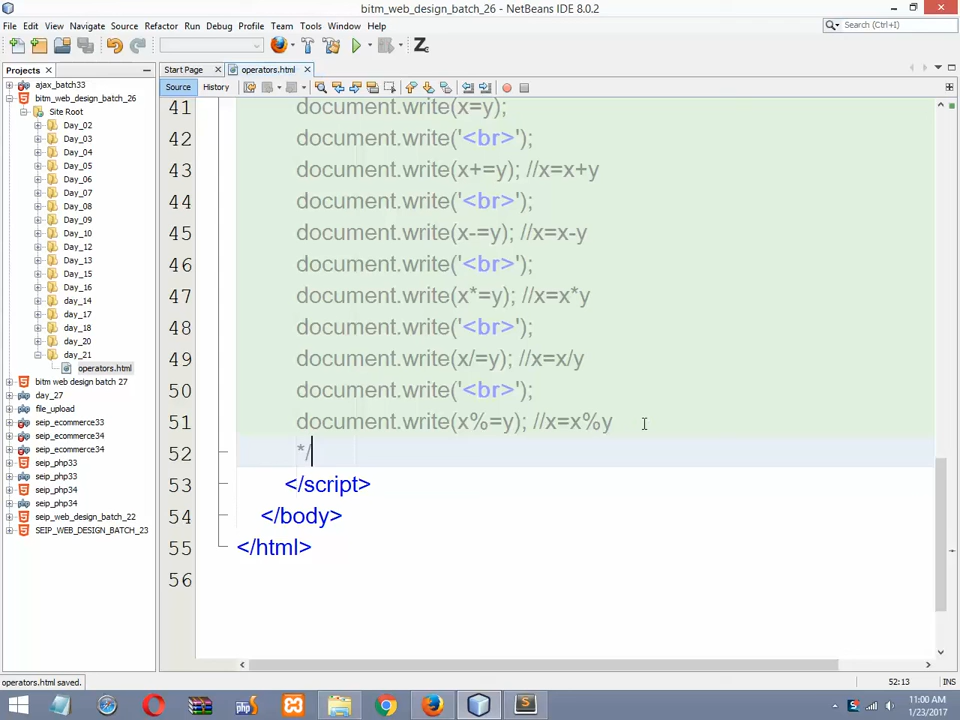 bitm_web_design_batch_26 - NetBeans IDE 8.0.2
File Edit View Navigate Source Refactor Run Debug Profile Team Tools Window Help
Search (Ctrl+I)
Projects
Start Page
operators.html
Source History
ajax_batch33
bitm_web_design_batch_26
Site Root
Day_02
Day_03
Day_04
Day_05
Day_06
Day_07
Day_08
Day_09
Day_10
Day_12
Day_13
Day_15
Day_16
day_14
day_17
day_18
day_20
day_21
operators.html
bitm web design batch 27
day_27
file_upload
seip_ecommerce33
seip_ecommerce34
seip_ecommerce34
seip_php33
seip_php33
seip_php34
seip_php34
seip_web_design_batch_22
SEIP_WEB_DESIGN_BATCH_23
41 document.write(x=y);
42 document.write('<br>');
43 document.write(x+=y); //x=x+y
44 document.write('<br>');
45 document.write(x-=y); //x=x-y
46 document.write('<br>');
47 document.write(x*=y); //x=x*y
48 document.write('<br>');
49 document.write(x/=y); //x=x/y
50 document.write('<br>');
51 document.write(x%=y); //x=x%y
52 */
53 </script>
54 </body>
55 </html>
56
operators.html saved.
52:13 INS
11:00 AM
1/23/2017